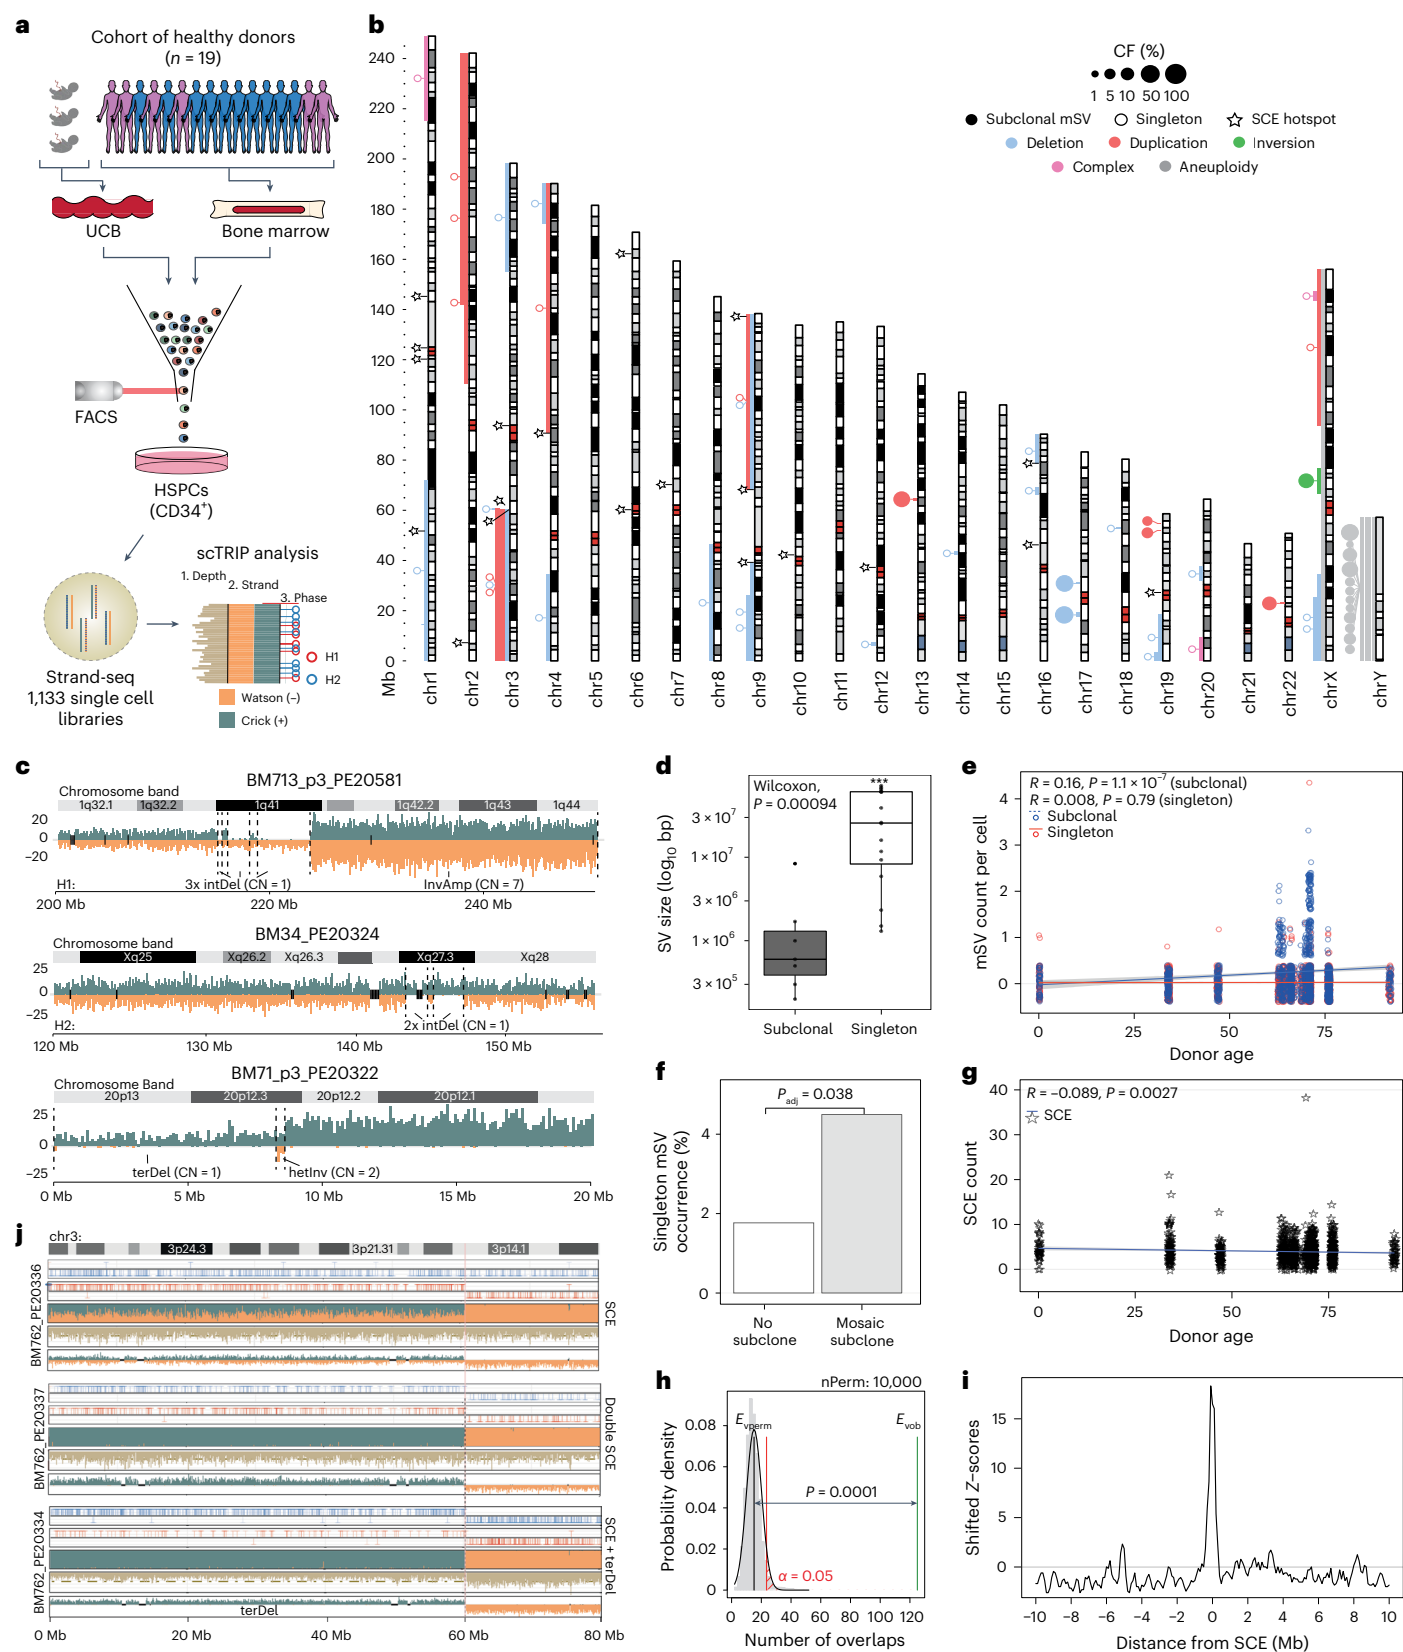 a
Cohort of healthy donors
(n = 19)
UCB
Bone marrow
FACS
HSPCs
(CD34+)
scTRIP analysis
1. Depth
2. Strand
3. Phase
H1
H2
Strand-seq
1,133 single cell
libraries
Watson (−)
Crick (+)
b
CF (%)
1 5 10 50 100
Subclonal mSV
Singleton
SCE hotspot
Deletion
Duplication
Inversion
Complex
Aneuploidy
240
220
200
180
160
140
120
100
80
60
40
20
0
Mb
chr1
chr2
chr3
chr4
chr5
chr6
chr7
chr8
chr9
chr10
chr11
chr12
chr13
chr14
chr15
chr16
chr17
chr18
chr19
chr20
chr21
chr22
chrX
chrY
c
BM713_p3_PE20581
Chromosome band
1q32.1 1q32.2 1q41 1q42.2 1q43 1q44
20
0
−20
H1:
3x intDel (CN = 1)
InvAmp (CN = 7)
200 Mb 220 Mb 240 Mb
BM34_PE20324
Chromosome band
Xq25 Xq26.2 Xq26.3 Xq27.3 Xq28
25
0
−25
H2:
2x intDel (CN = 1)
120 Mb 130 Mb 140 Mb 150 Mb
BM71_p3_PE20322
Chromosome Band
20p13 20p12.3 20p12.2 20p12.1
25
0
−25
terDel (CN = 1)
hetInv (CN = 2)
0 Mb 5 Mb 10 Mb 15 Mb 20 Mb
d
Wilcoxon,
P = 0.00094
***
SV size (log10 bp)
3 × 10⁷
1 × 10⁷
3 × 10⁶
1 × 10⁶
3 × 10⁵
Subclonal
Singleton
e
R = 0.16, P = 1.1 × 10⁻⁷ (subclonal)
R = 0.008, P = 0.79 (singleton)
Subclonal
Singleton
mSV count per cell
4
3
2
1
0
0 25 50 75
Donor age
f
Padj = 0.038
Singleton mSV
occurrence (%)
4
2
0
No
subclone
Mosaic
subclone
g
R = −0.089, P = 0.0027
SCE
SCE count
40
30
20
10
0
0 25 50 75
Donor age
h
nPerm: 10,000
Evperm
Evob
P = 0.0001
α = 0.05
Probability density
0.08
0.06
0.04
0.02
0
0 20 40 60 80 100 120
Number of overlaps
i
Shifted Z-scores
15
10
5
0
−10 −8 −6 −4 −2 0 2 4 6 8 10
Distance from SCE (Mb)
j
chr3:
3p24.3 3p21.31 3p14.1
BM762_PE20336
SCE
BM762_PE20337
Double SCE
BM762_PE20334
SCE + terDel
terDel
0 Mb 20 Mb 40 Mb 60 Mb 80 Mb